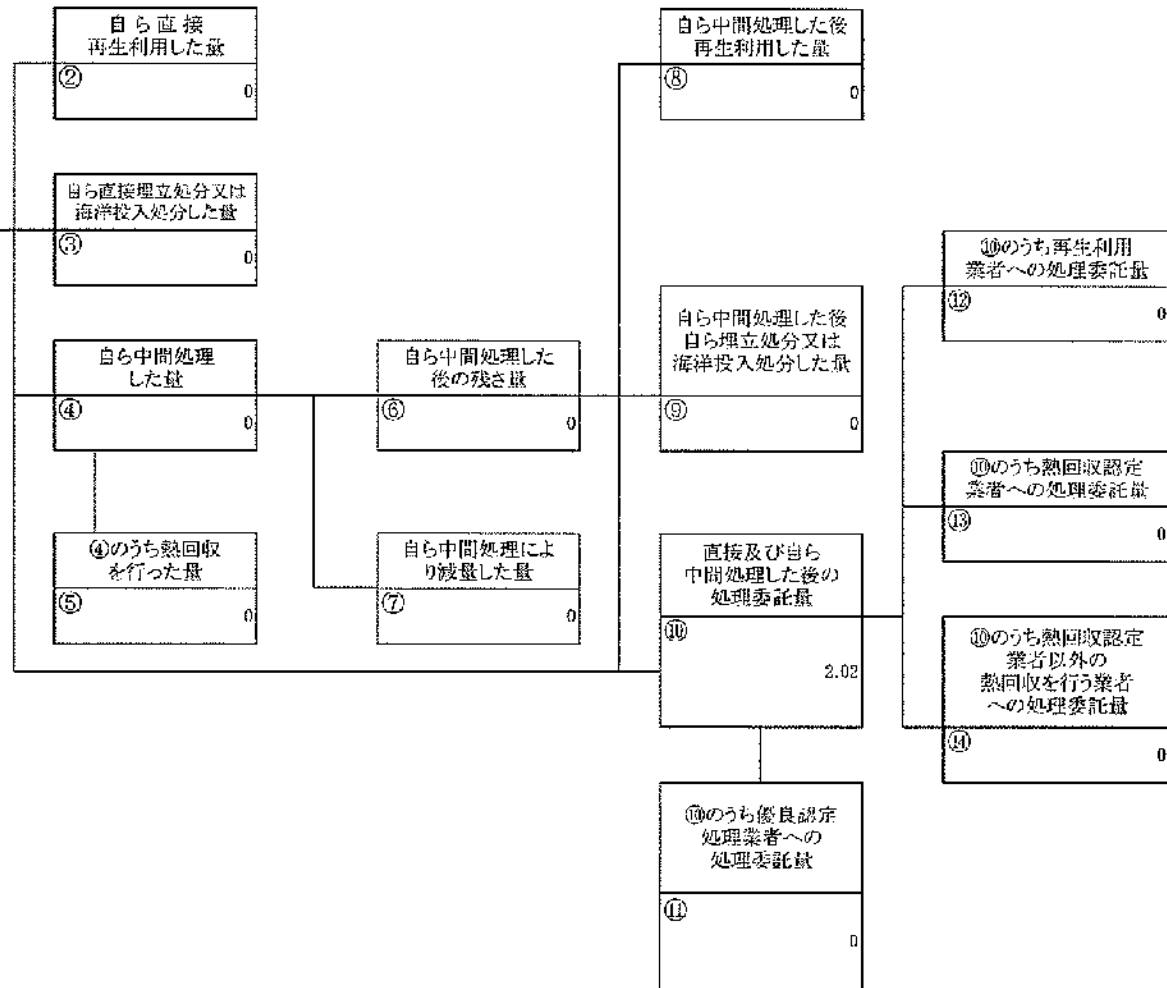 自ら直接
再生利用した量
②
0
自ら直接埋立処分又は
海洋投入処分した量
③
0
自ら中間処理
した量
④
0
④のうち熱回収
を行った量
⑤
0
自ら中間処理した
後の残さ量
⑥
0
自ら中間処理によ
り減量した量
⑦
0
自ら中間処理した後
再生利用した量
⑧
0
自ら中間処理した後
自ら埋立処分又は
海洋投入処分した量
⑨
0
直接及び自ら
中間処理した後の
処理委託量
⑩
2.02
⑩のうち優良認定
処理業者への
処理委託量
⑪
0
⑩のうち再生利用
業者への処理委託量
⑫
0
⑩のうち熱回収認定
業者への処理委託量
⑬
0
⑩のうち熱回収認定
業者以外の
熱回収を行う業者
への処理委託量
⑭
0